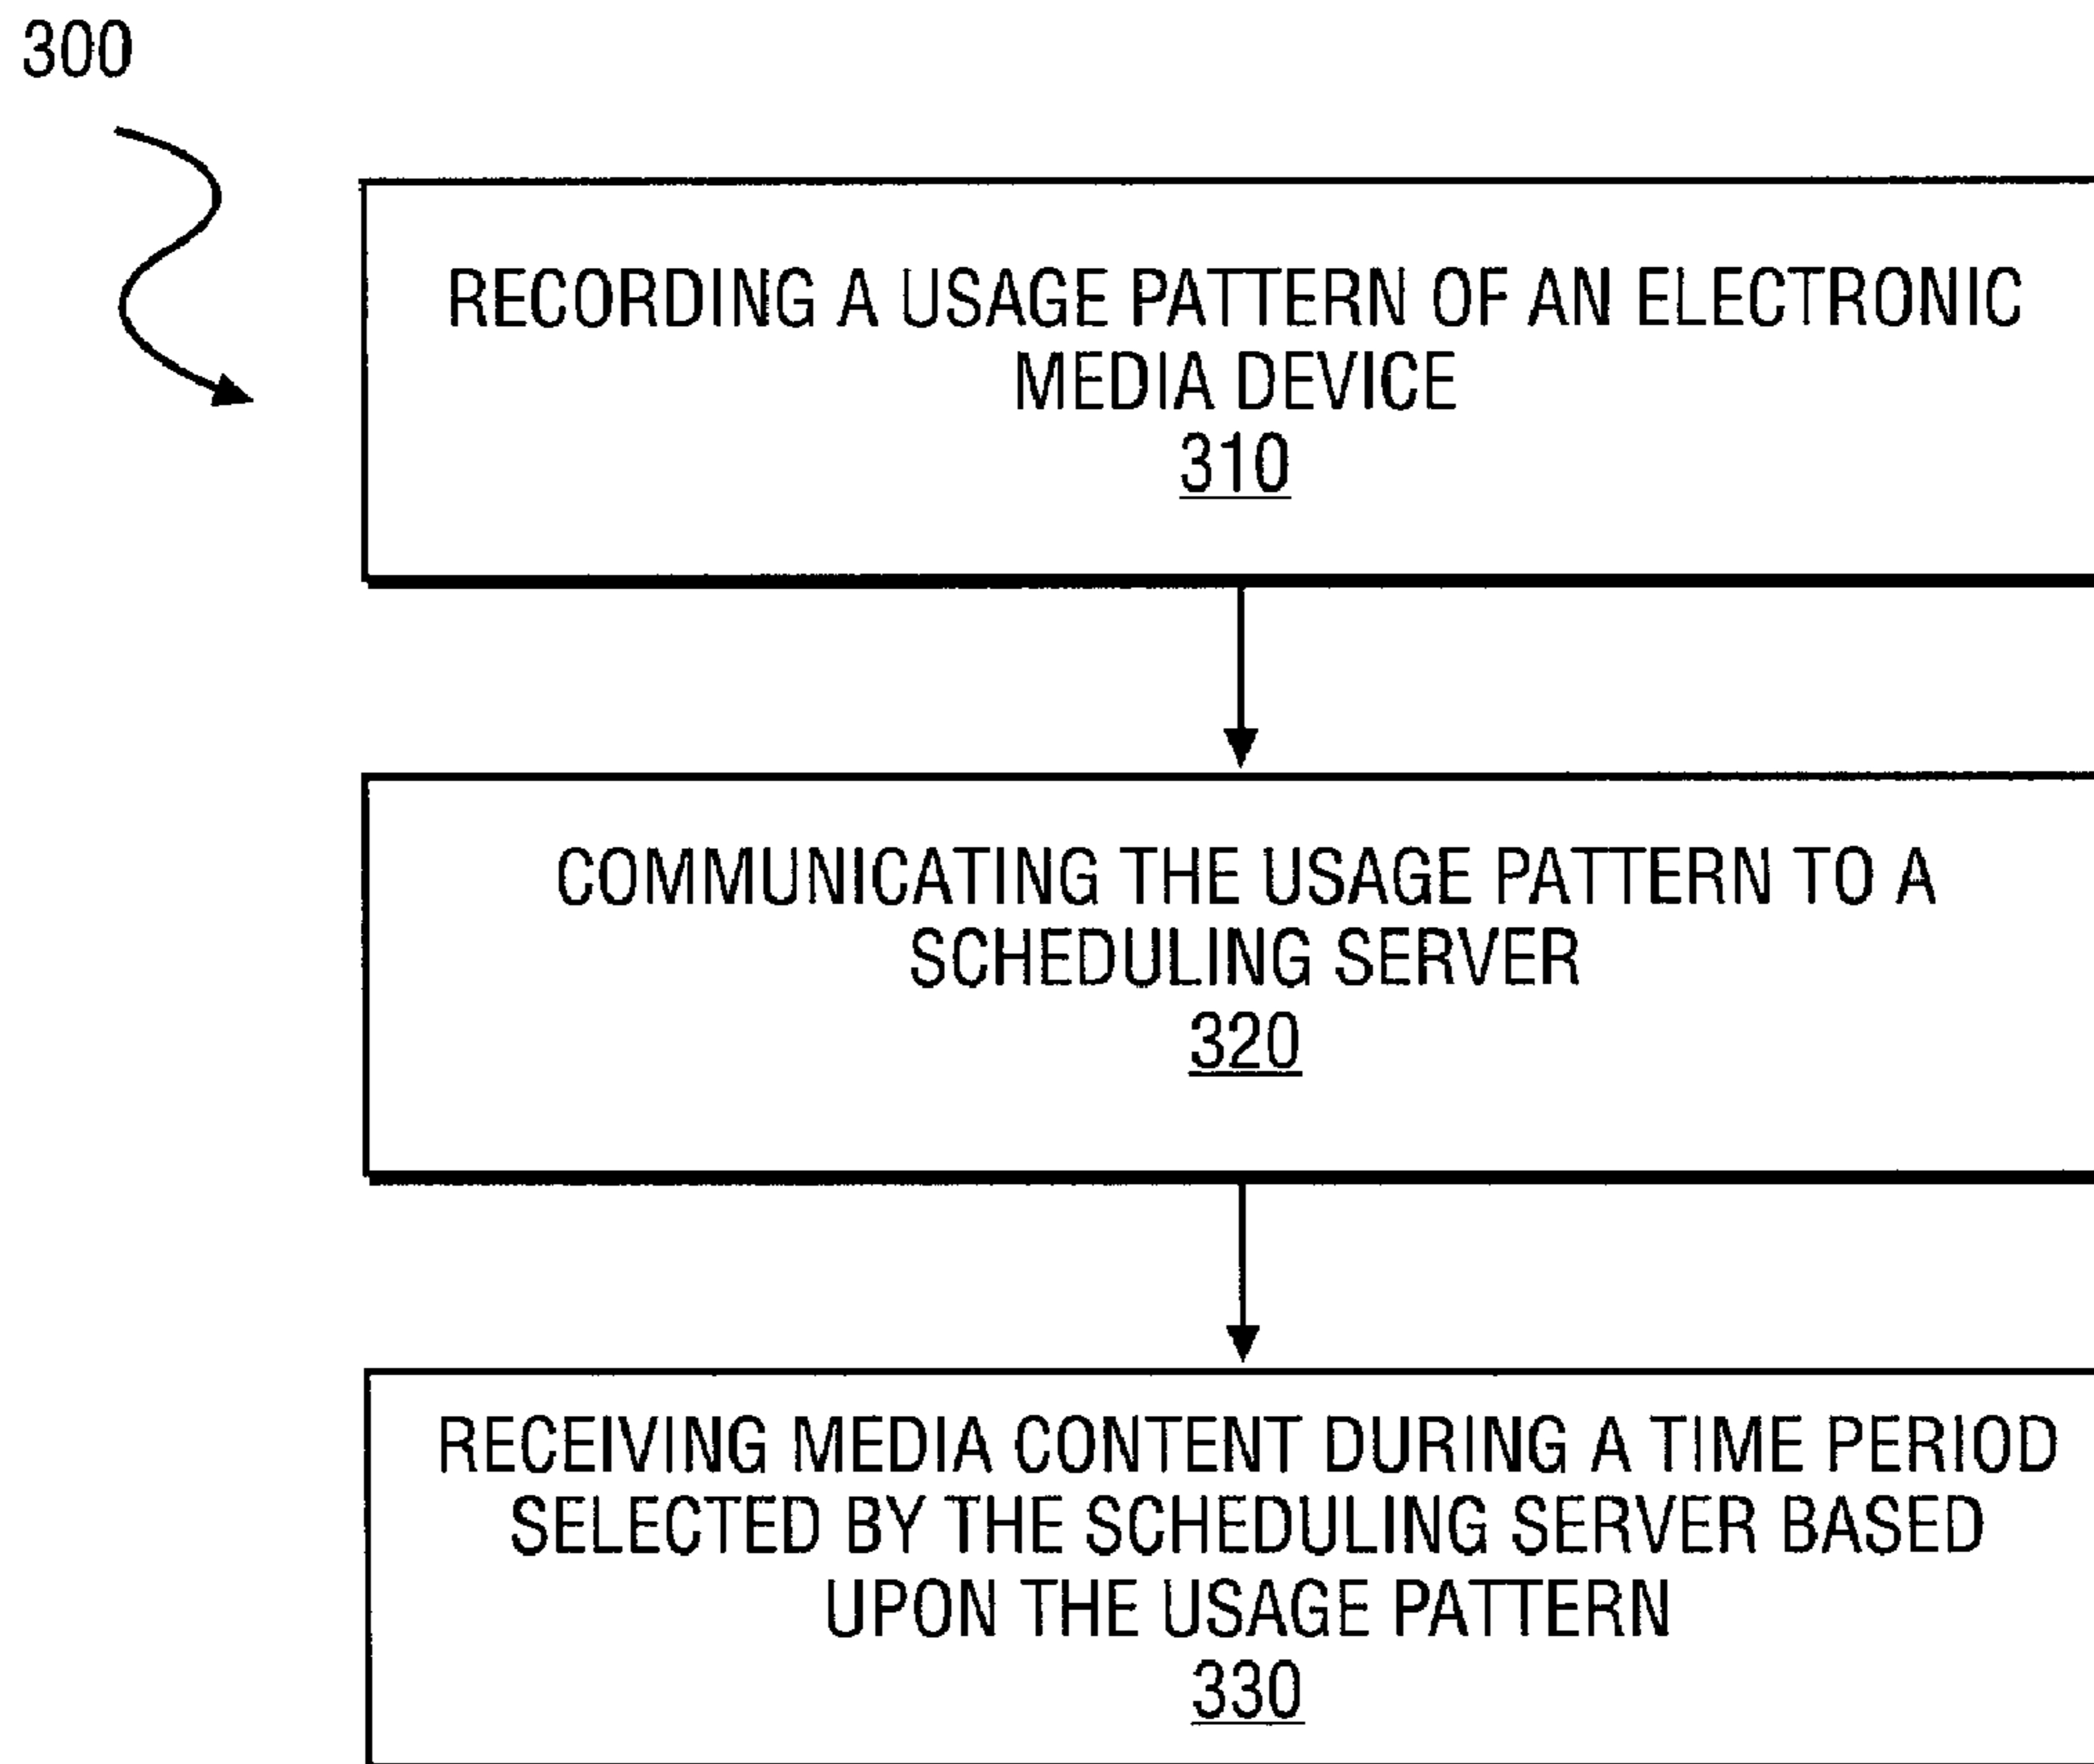 300
RECORDING A USAGE PATTERN OF AN ELECTRONIC
MEDIA DEVICE
310
COMMUNICATING THE USAGE PATTERN TO A
SCHEDULING SERVER
320
RECEIVING MEDIA CONTENT DURING A TIME PERIOD
SELECTED BY THE SCHEDULING SERVER BASED
UPON THE USAGE PATTERN
330